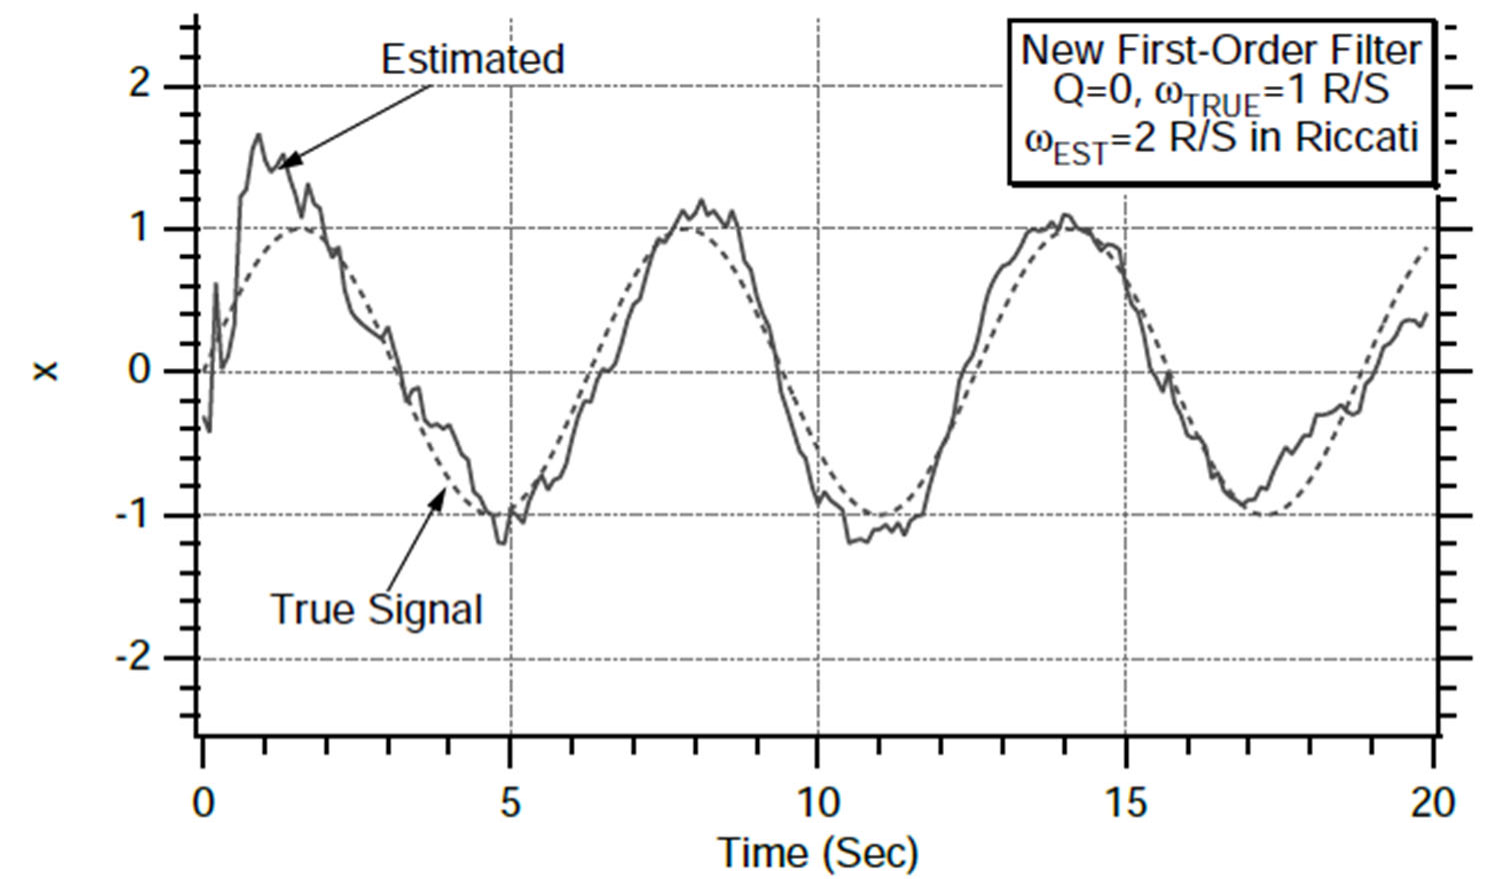 Estimated
New First-Order Filter
Q=0, ωTRUE=1 R/S
ωEST=2 R/S in Riccati
2
1
0
-1
-2
x
True Signal
0 5 10 15 20
Time (Sec)